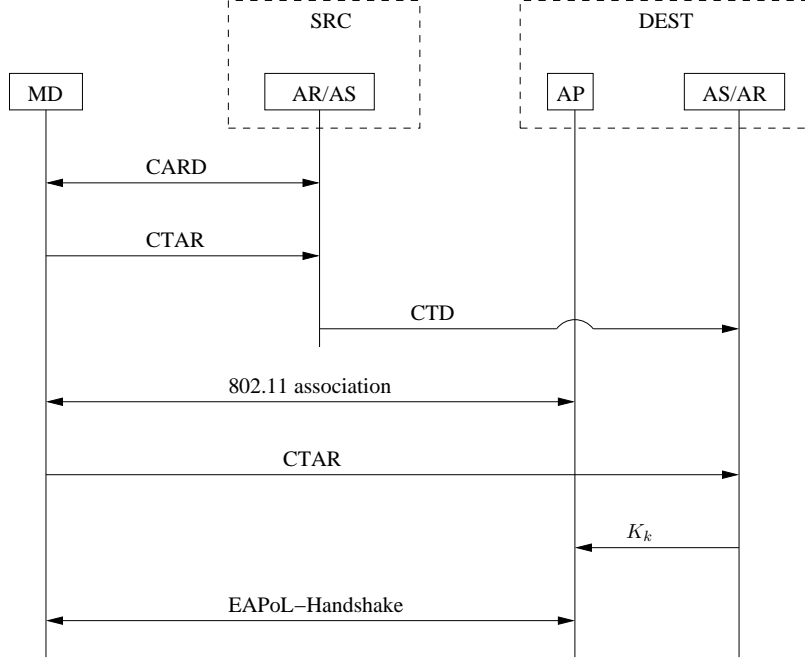 SRC
DEST
MD
AR/AS
AP
AS/AR
CARD
CTAR
CTD
802.11 association
CTAR
K_k
EAPoL−Handshake